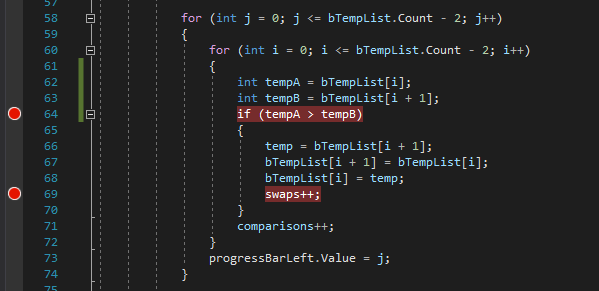 57
58 for (int j = 0; j <= bTempList.Count - 2; j++)
59 {
60 for (int i = 0; i <= bTempList.Count - 2; i++)
61 {
62 int tempA = bTempList[i];
63 int tempB = bTempList[i + 1];
64 if (tempA > tempB)
65 {
66 temp = bTempList[i + 1];
67 bTempList[i + 1] = bTempList[i];
68 bTempList[i] = temp;
69 swaps++;
70 }
71 comparisons++;
72 }
73 progressBarLeft.Value = j;
74 }
75